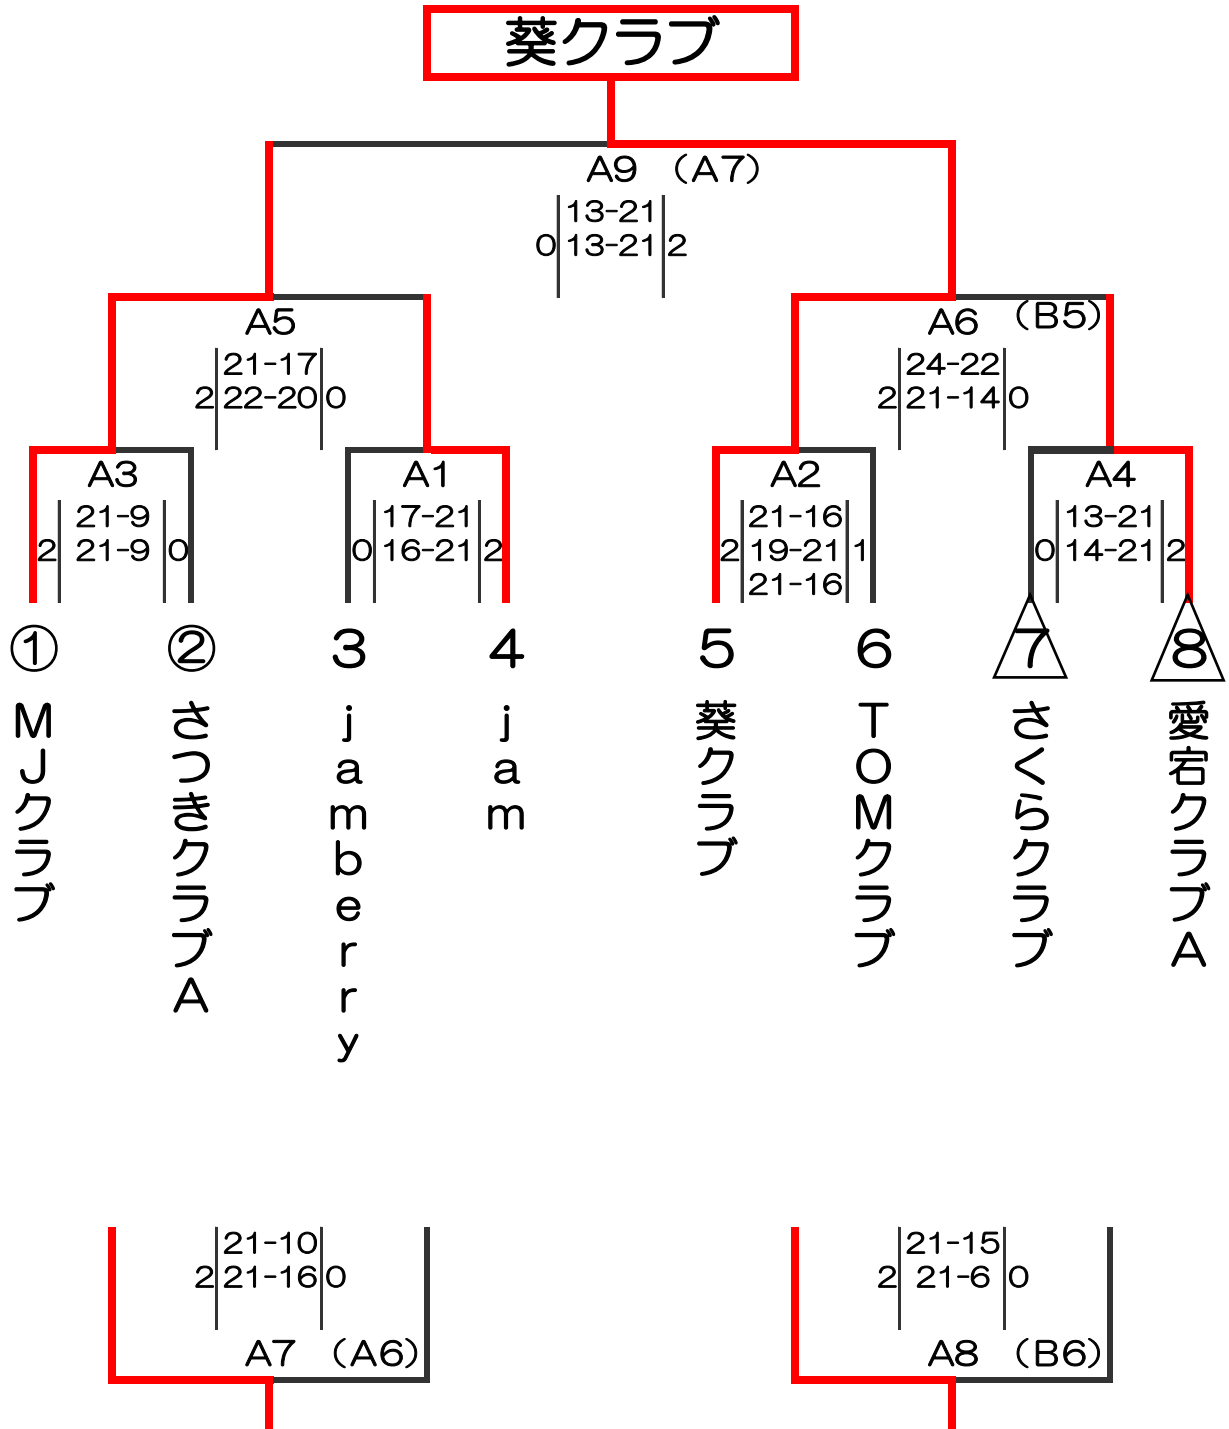 葵クラブ
A9 （A7）
13-21
0 13-21 2
A5
21-17
2 22-20 0
A6 （B5）
24-22
2 21-14 0
A3
21-9
2 21-9 0
A1
17-21
0 16-21 2
A2
21-16
2 19-21 1
21-16
A4
13-21
0 14-21 2
① ② 3 4 5 6 7 8
MJクラブ
さつきクラブA
jamberry
jam
葵クラブ
TOMクラブ
さくらクラブ
愛宕クラブA
21-10
2 21-16 0
A7 （A6）
21-15
2 21-6 0
A8 （B6）